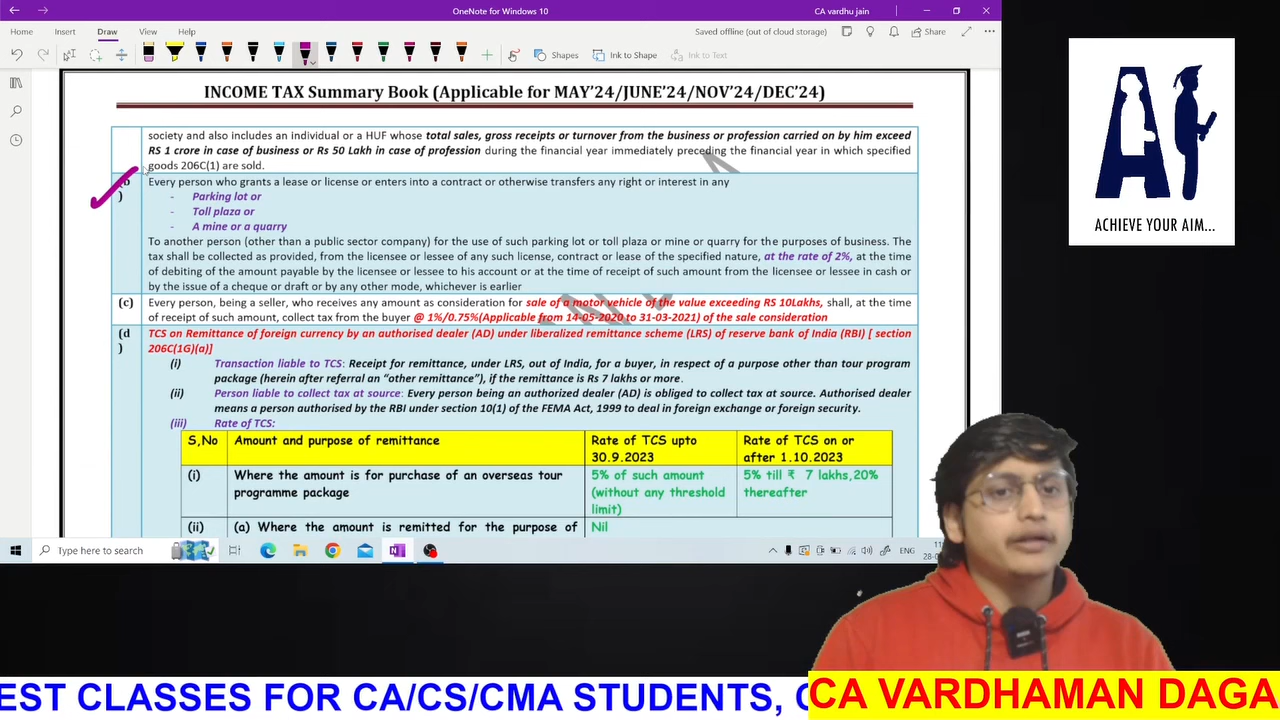 OneNote for Windows 10
CA vardhu jain
Home Insert Draw View Help
Saved offline (out of cloud storage)
Share
Shapes
Ink to Shape
Ink to Text
INCOME TAX Summary Book (Applicable for MAY'24/JUNE'24/NOV'24/DEC'24)
society and also includes an individual or a HUF whose total sales, gross receipts or turnover from the business or profession carried on by him exceed
RS 1 crore in case of business or Rs 50 Lakh in case of profession during the financial year immediately preceding the financial year in which specified
goods 206C(1) are sold.
(b
)
Every person who grants a lease or license or enters into a contract or otherwise transfers any right or interest in any
- Parking lot or
- Toll plaza or
- A mine or a quarry
To another person (other than a public sector company) for the use of such parking lot or toll plaza or mine or quarry for the purposes of business. The
tax shall be collected as provided, from the licensee or lessee of any such license, contract or lease of the specified nature, at the rate of 2%, at the time
of debiting of the amount payable by the licensee or lessee to his account or at the time of receipt of such amount from the licensee or lessee in cash or
by the issue of a cheque or draft or by any other mode, whichever is earlier
(c) Every person, being a seller, who receives any amount as consideration for sale of a motor vehicle of the value exceeding RS 10Lakhs, shall, at the time
of receipt of such amount, collect tax from the buyer @ 1%/0.75%(Applicable from 14-05-2020 to 31-03-2021) of the sale consideration
(d
)
TCS on Remittance of foreign currency by an authorised dealer (AD) under liberalized remittance scheme (LRS) of reserve bank of India (RBI) [ section
206C(1G)(a)]
(i) Transaction liable to TCS: Receipt for remittance, under LRS, out of India, for a buyer, in respect of a purpose other than tour program
package (herein after referral an "other remittance"), if the remittance is Rs 7 lakhs or more.
(ii) Person liable to collect tax at source: Every person being an authorized dealer (AD) is obliged to collect tax at source. Authorised dealer
means a person authorised by the RBI under section 10(1) of the FEMA Act, 1999 to deal in foreign exchange or foreign security.
(iii) Rate of TCS:
S,No
Amount and purpose of remittance
Rate of TCS upto
30.9.2023
Rate of TCS on or
after 1.10.2023
(i)
Where the amount is for purchase of an overseas tour
programme package
5% of such amount
(without any threshold
limit)
5% till ₹ 7 lakhs,20%
thereafter
(ii)
(a) Where the amount is remitted for the purpose of
Nil
Type here to search
ENG
ACHIEVE YOUR AIM...
EST CLASSES FOR CA/CS/CMA STUDENTS,
CA VARDHAMAN DAGA